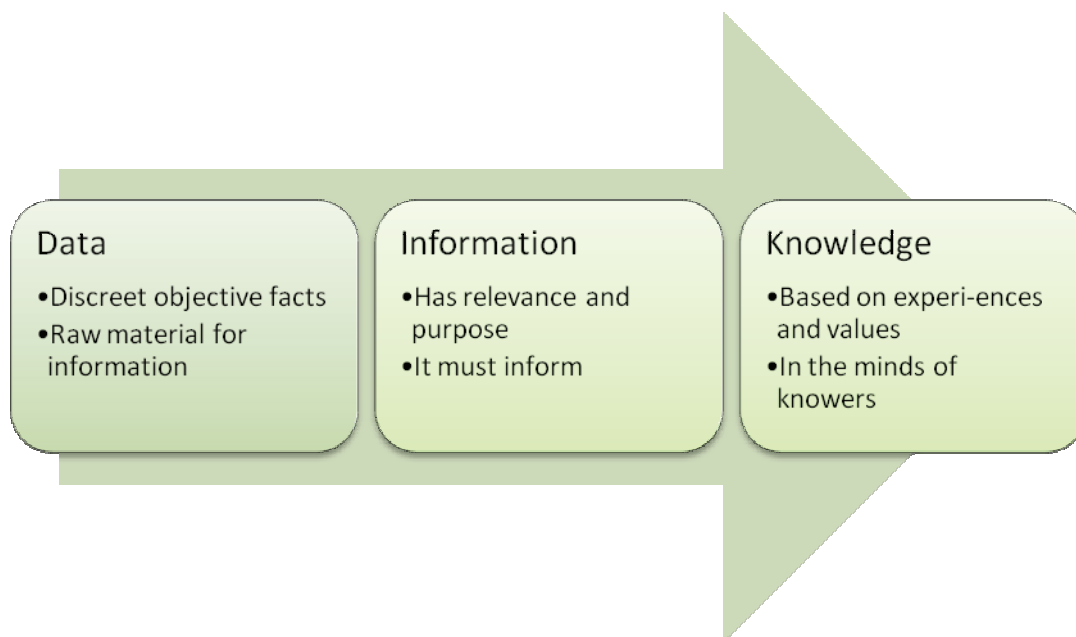 Data
•Discreet objective facts
•Raw material for
information
Information
•Has relevance and
purpose
•It must inform
Knowledge
•Based on experi-ences
and values
•In the minds of
knowers